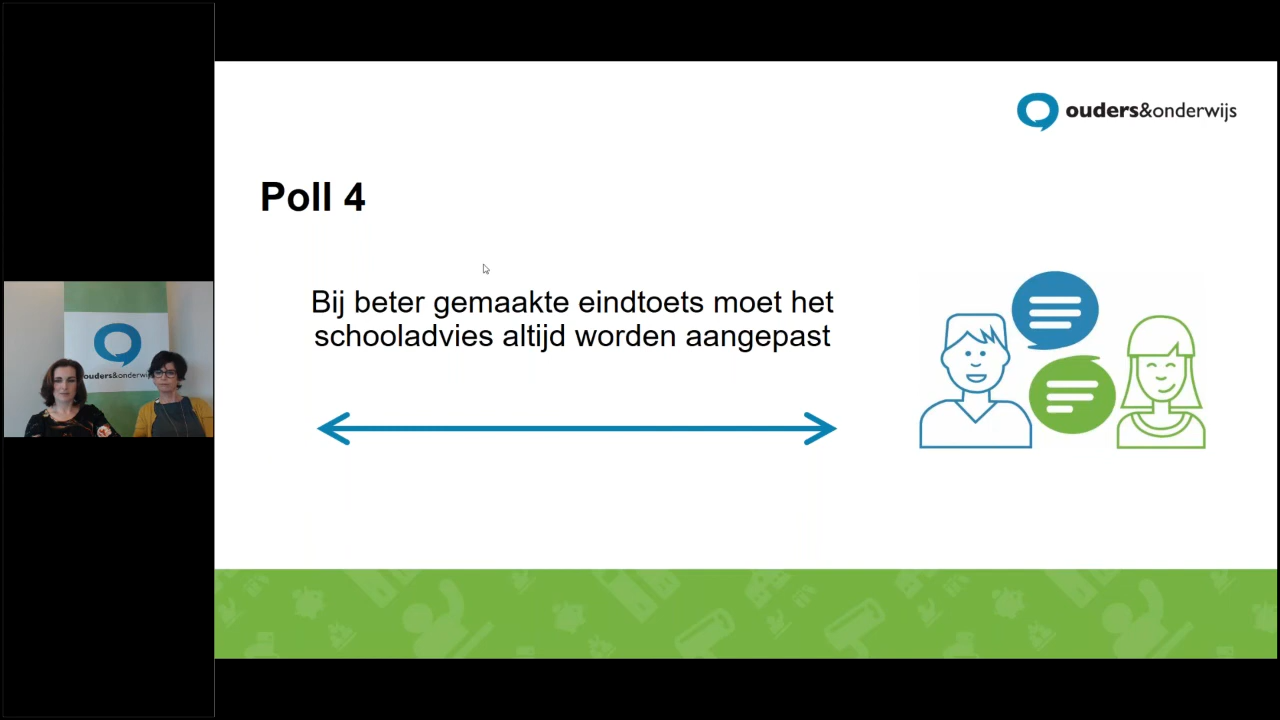 ouders&onderwijs
Poll 4
Bij beter gemaakte eindtoets moet het
schooladvies altijd worden aangepast
ouders&onderwijs